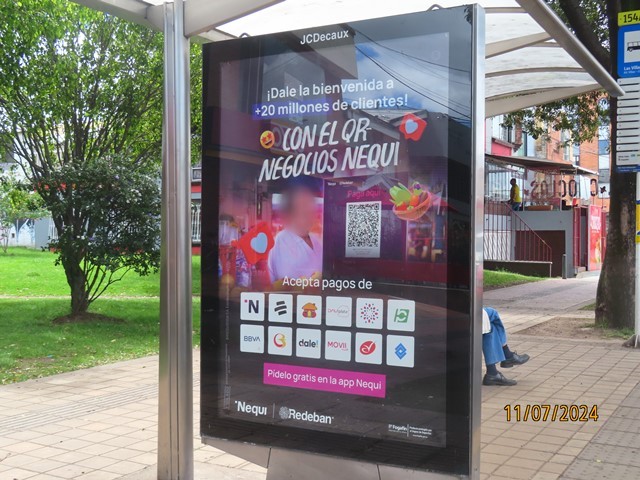 JCDecaux
¡Dale la bienvenida a
+20 millones de clientes!
CON EL QR
NEGOCIOS NEQUI
Acepta pagos de
N
BBVA
dale!
MOVII
Pídelo gratis en la app Nequi
Nequi
Redeban
11/07/2024
154A